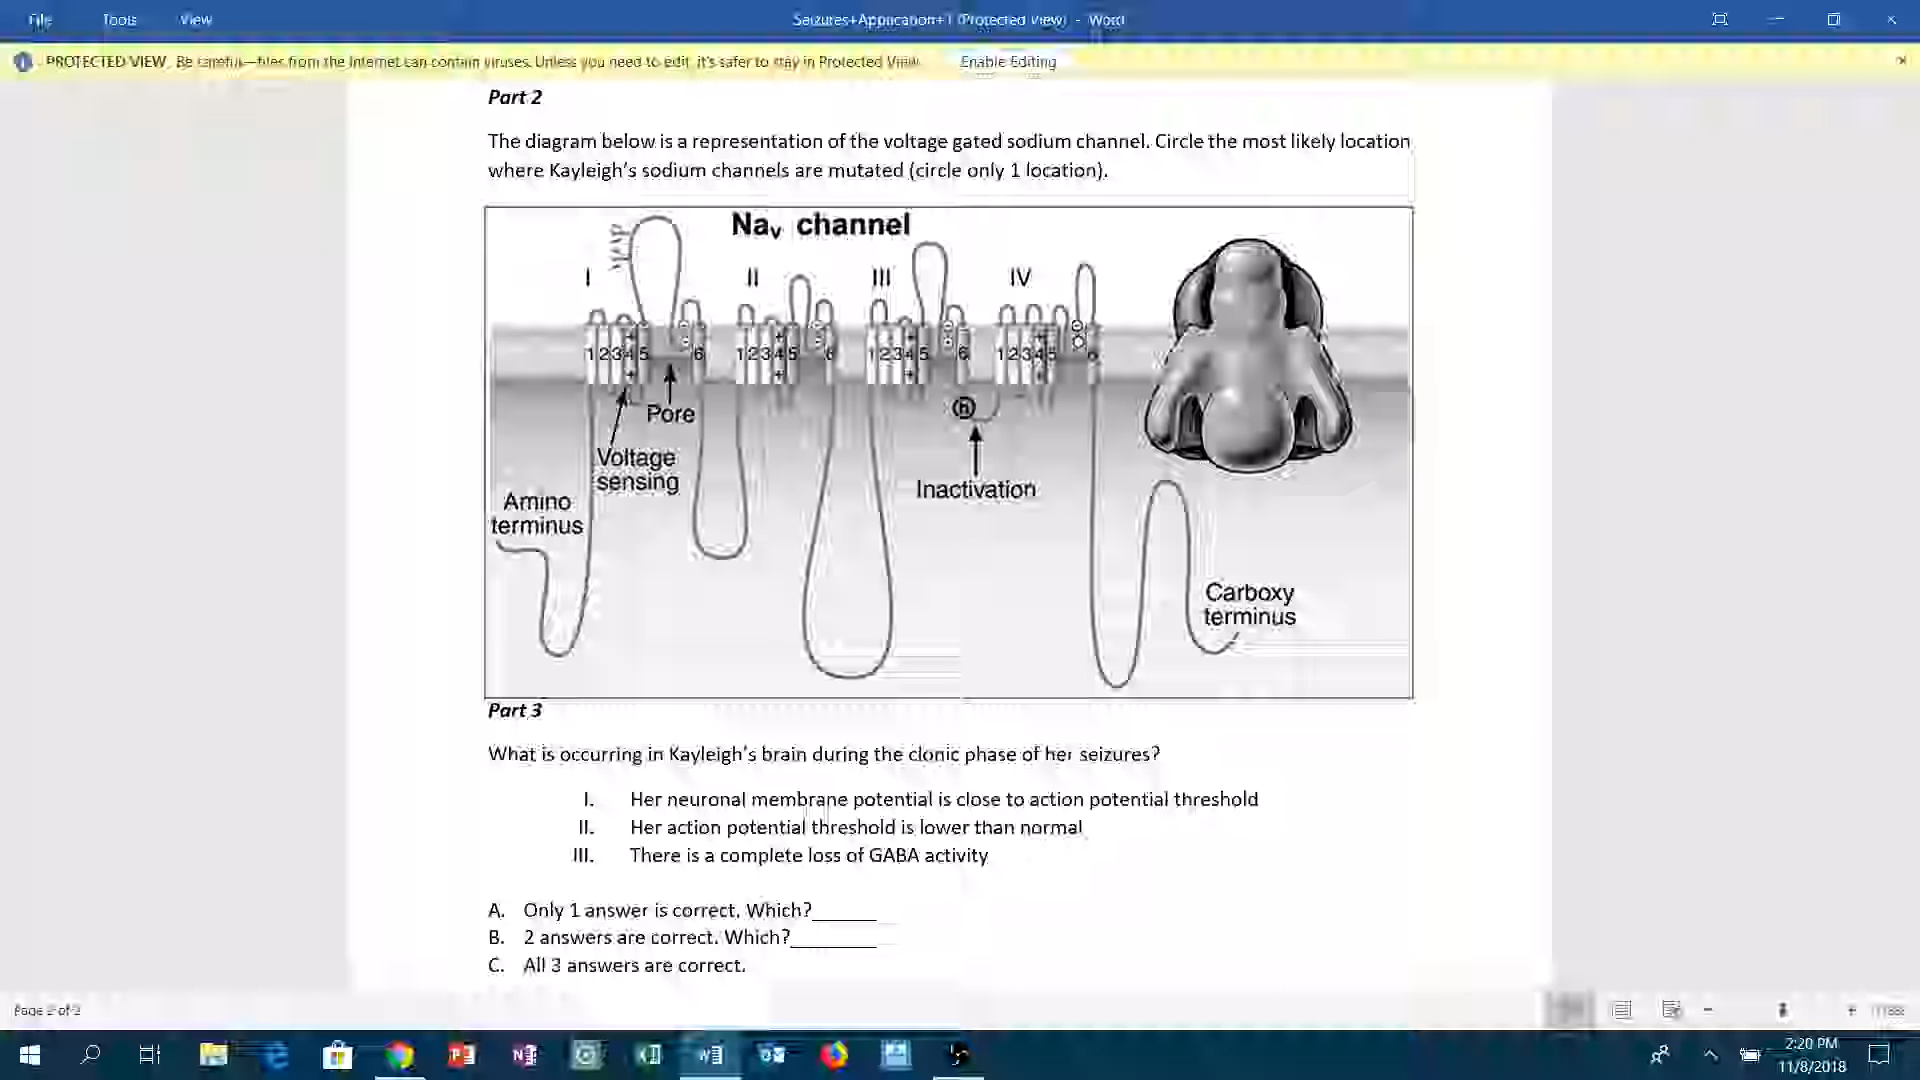 File Tools View Seizures+Application+1 (Protected View) - Word
PROTECTED VIEW Be careful—files from the Internet can contain viruses. Unless you need to edit, it's safer to stay in Protected View. Enable Editing
Part 2
The diagram below is a representation of the voltage gated sodium channel. Circle the most likely location
where Kayleigh's sodium channels are mutated (circle only 1 location).
Nav channel
I II III IV
1 2 3 4 5 6 1 2 3 4 5 6 1 2 3 4 5 6 1 2 3 4 5 6
h
Pore
Voltage
sensing
Inactivation
Amino
terminus
Carboxy
terminus
Part 3
What is occurring in Kayleigh's brain during the clonic phase of her seizures?
I. Her neuronal membrane potential is close to action potential threshold
II. Her action potential threshold is lower than normal
III. There is a complete loss of GABA activity
A. Only 1 answer is correct. Which?______
B. 2 answers are correct. Which?________
C. All 3 answers are correct.
Page 2 of 2
2:20 PM
11/8/2018